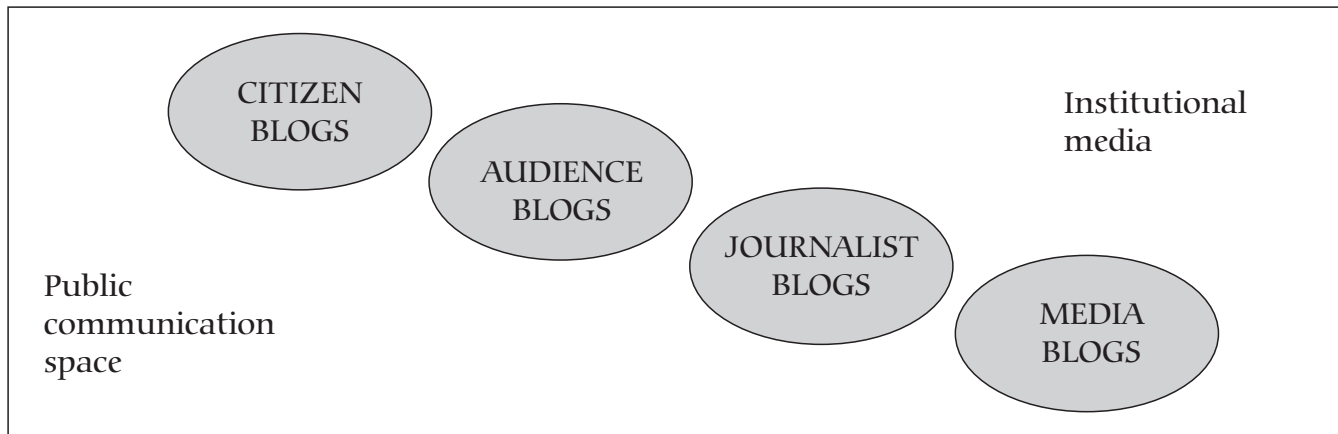 CITIZEN
BLOGS
AUDIENCE
BLOGS
JOURNALIST
BLOGS
MEDIA
BLOGS
Institutional
media
Public
communication
space